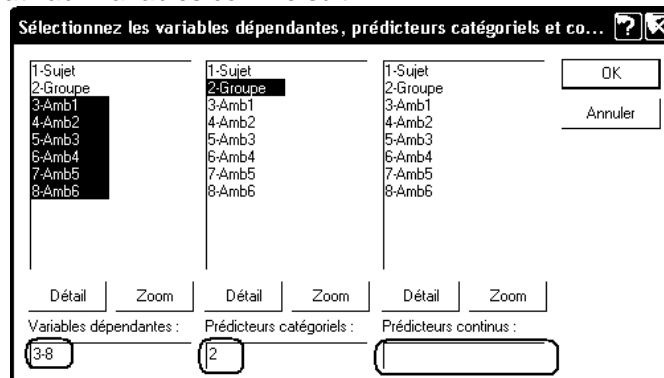 Sélectionnez les variables dépendantes, prédicteurs catégoriels et co...
1-Sujet
2-Groupe
3-Amb1
4-Amb2
5-Amb3
6-Amb4
7-Amb5
8-Amb6
1-Sujet
2-Groupe
3-Amb1
4-Amb2
5-Amb3
6-Amb4
7-Amb5
8-Amb6
1-Sujet
2-Groupe
3-Amb1
4-Amb2
5-Amb3
6-Amb4
7-Amb5
8-Amb6
OK
Annuler
Détail Zoom Détail Zoom Détail Zoom
Variables dépendantes : Prédicteurs catégoriels : Prédicteurs continus :
3-8 2